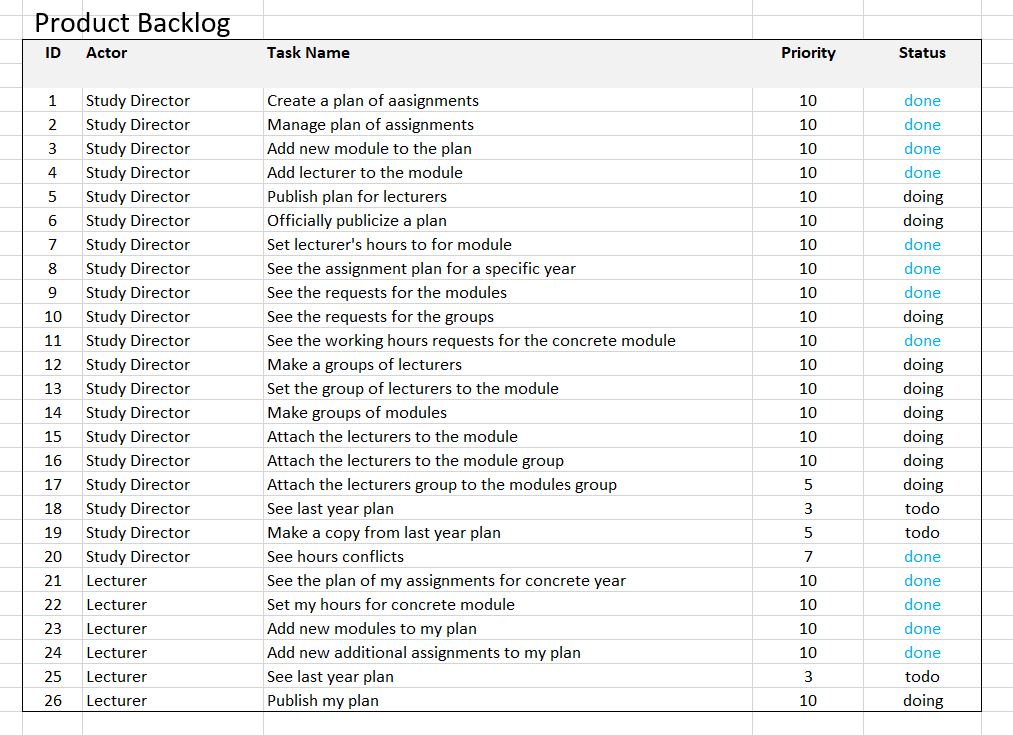 Product Backlog
ID Actor Task Name Priority Status
1 Study Director Create a plan of aasignments 10 done
2 Study Director Manage plan of assignments 10 done
3 Study Director Add new module to the plan 10 done
4 Study Director Add lecturer to the module 10 done
5 Study Director Publish plan for lecturers 10 doing
6 Study Director Officially publicize a plan 10 doing
7 Study Director Set lecturer's hours to for module 10 done
8 Study Director See the assignment plan for a specific year 10 done
9 Study Director See the requests for the modules 10 done
10 Study Director See the requests for the groups 10 doing
11 Study Director See the working hours requests for the concrete module 10 done
12 Study Director Make a groups of lecturers 10 doing
13 Study Director Set the group of lecturers to the module 10 doing
14 Study Director Make groups of modules 10 doing
15 Study Director Attach the lecturers to the module 10 doing
16 Study Director Attach the lecturers to the module group 10 doing
17 Study Director Attach the lecturers group to the modules group 5 doing
18 Study Director See last year plan 3 todo
19 Study Director Make a copy from last year plan 5 todo
20 Study Director See hours conflicts 7 done
21 Lecturer See the plan of my assignments for concrete year 10 done
22 Lecturer Set my hours for concrete module 10 done
23 Lecturer Add new modules to my plan 10 done
24 Lecturer Add new additional assignments to my plan 10 done
25 Lecturer See last year plan 3 todo
26 Lecturer Publish my plan 10 doing